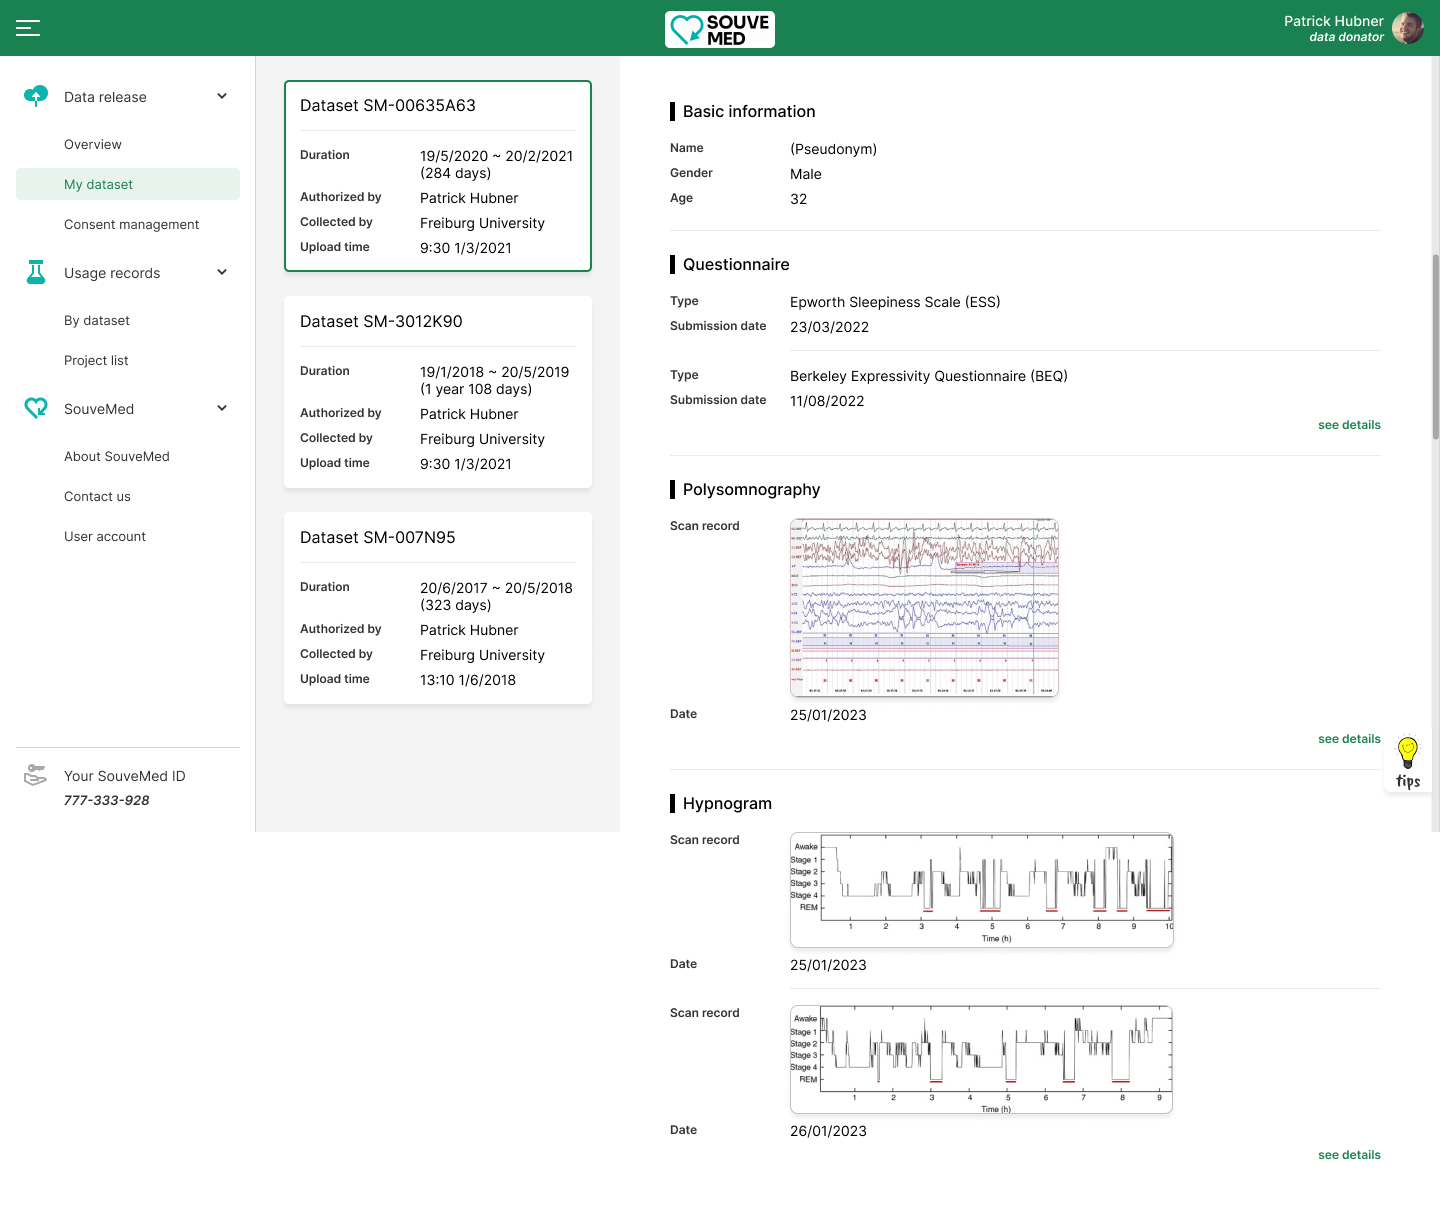 SOUVE
MED
Patrick Hubner
data donator
Data release
Overview
My dataset
Consent management
Usage records
By dataset
Project list
SouveMed
About SouveMed
Contact us
User account
Your SouveMed ID
777-333-928
Dataset SM-00635A63
Duration 19/5/2020 ~ 20/2/2021
(284 days)
Authorized by Patrick Hubner
Collected by Freiburg University
Upload time 9:30 1/3/2021
Dataset SM-3012K90
Duration 19/1/2018 ~ 20/5/2019
(1 year 108 days)
Authorized by Patrick Hubner
Collected by Freiburg University
Upload time 9:30 1/3/2021
Dataset SM-007N95
Duration 20/6/2017 ~ 20/5/2018
(323 days)
Authorized by Patrick Hubner
Collected by Freiburg University
Upload time 13:10 1/6/2018
Basic information
Name (Pseudonym)
Gender Male
Age 32
Questionnaire
Type Epworth Sleepiness Scale (ESS)
Submission date 23/03/2022
Type Berkeley Expressivity Questionnaire (BEQ)
Submission date 11/08/2022
see details
Polysomnography
Scan record
Date 25/01/2023
see details
tips
Hypnogram
Scan record
Awake
Stage 1
Stage 2
Stage 3
Stage 4
REM
1 2 3 4 5 6 7 8 9 10
Time (h)
Date 25/01/2023
Scan record
Awake
Stage 1
Stage 2
Stage 3
Stage 4
REM
1 2 3 4 5 6 7 8 9
Time (h)
Date 26/01/2023
see details